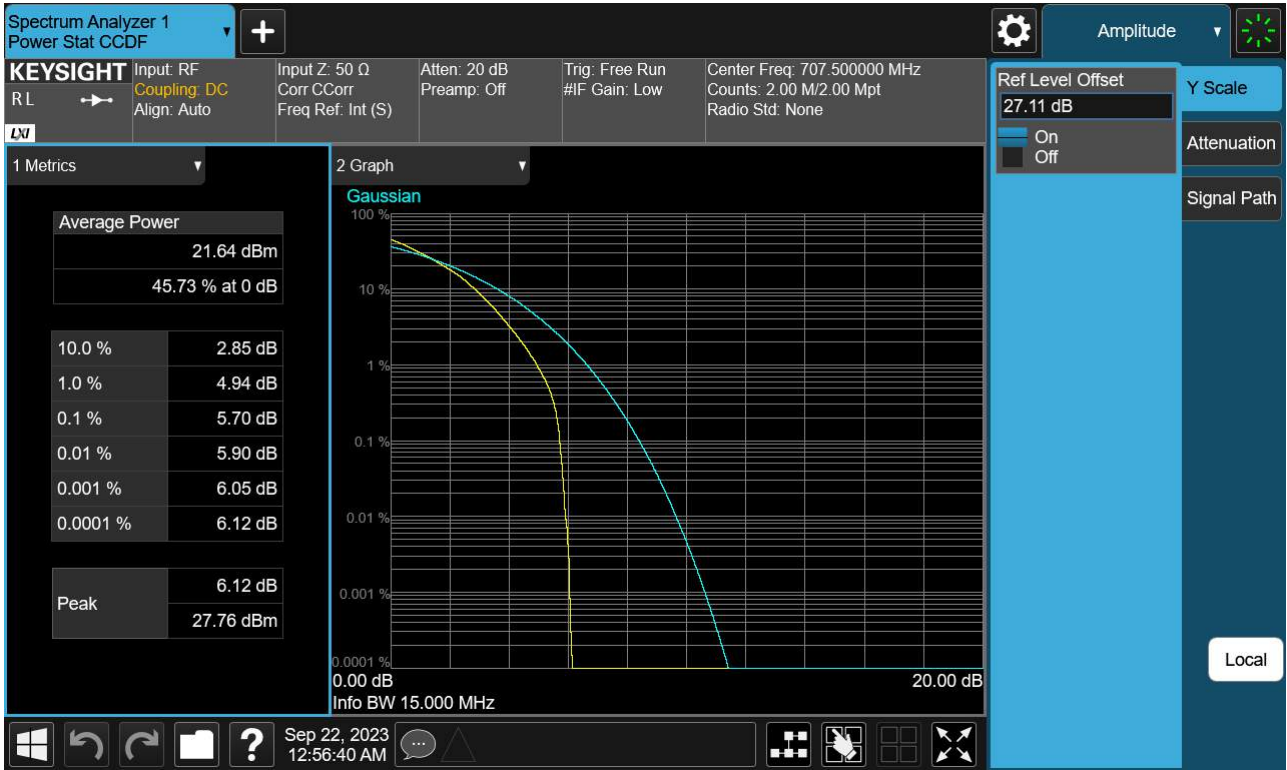 Spectrum Analyzer 1
Power Stat CCDF
▼
+
Amplitude
▼
KEYSIGHT
R L
LXI
Input: RF
Coupling: DC
Align: Auto
Input Z: 50 Ω
Corr CCorr
Freq Ref: Int (S)
Atten: 20 dB
Preamp: Off
Trig: Free Run
#IF Gain: Low
Center Freq: 707.500000 MHz
Counts: 2.00 M/2.00 Mpt
Radio Std: None
Ref Level Offset
27.11 dB
On
Off
Y Scale
Attenuation
Signal Path
Local
1 Metrics
▼
Average Power
21.64 dBm
45.73 % at 0 dB
10.0 % 2.85 dB
1.0 % 4.94 dB
0.1 % 5.70 dB
0.01 % 5.90 dB
0.001 % 6.05 dB
0.0001 % 6.12 dB
Peak
6.12 dB
27.76 dBm
2 Graph
▼
Gaussian
100 %
10 %
1 %
0.1 %
0.01 %
0.001 %
0.0001 %
0.00 dB 20.00 dB
Info BW 15.000 MHz
?
Sep 22, 2023
12:56:40 AM